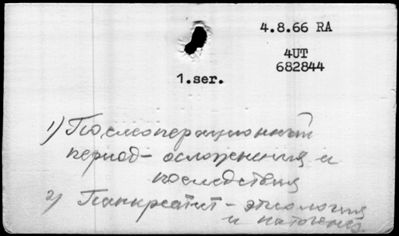 4.8.66 RA
4UT
682844
1.ser.
1) Послеоперационный
период - осложнения и
последствия
2) Панкреатит - этиология
и патогенез